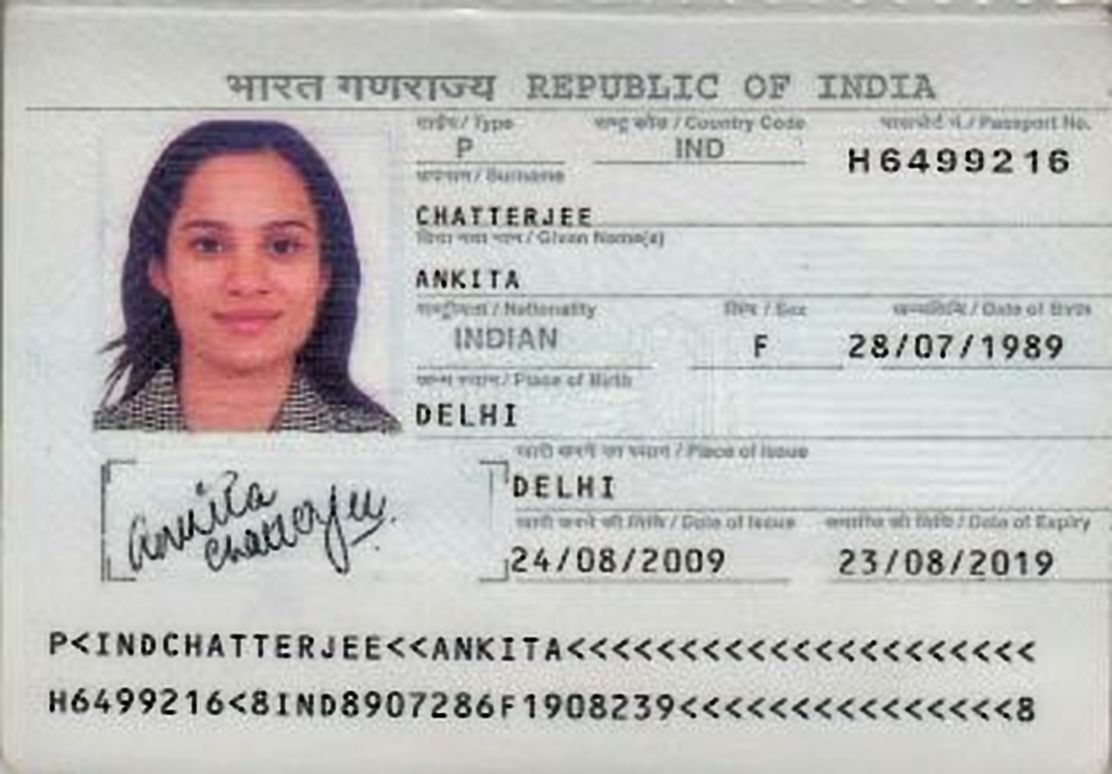 भारत गणराज्य REPUBLIC OF INDIA
टाईप / Type राष्ट्र कोड / Country Code पासपोर्ट नं. / Passport No.
P IND H6499216
उपनाम / Surname
CHATTERJEE
दिया गया नाम / Given Name(s)
ANKITA
राष्ट्रीयता / Nationality लिंग / Sex जन्मतिथि / Date of Birth
INDIAN F 28/07/1989
जन्म स्थान / Place of Birth
DELHI
जारी करने का स्थान / Place of Issue
DELHI
जारी करने की तिथि / Date of Issue समाप्ति की तिथि / Date of Expiry
24/08/2009 23/08/2019
Ankita
Chatterjee
P<INDCHATTERJEE<<ANKITA<<<<<<<<<<<<<<<<<<<<<
H6499216<8IND8907286F1908239<<<<<<<<<<<<<<<8